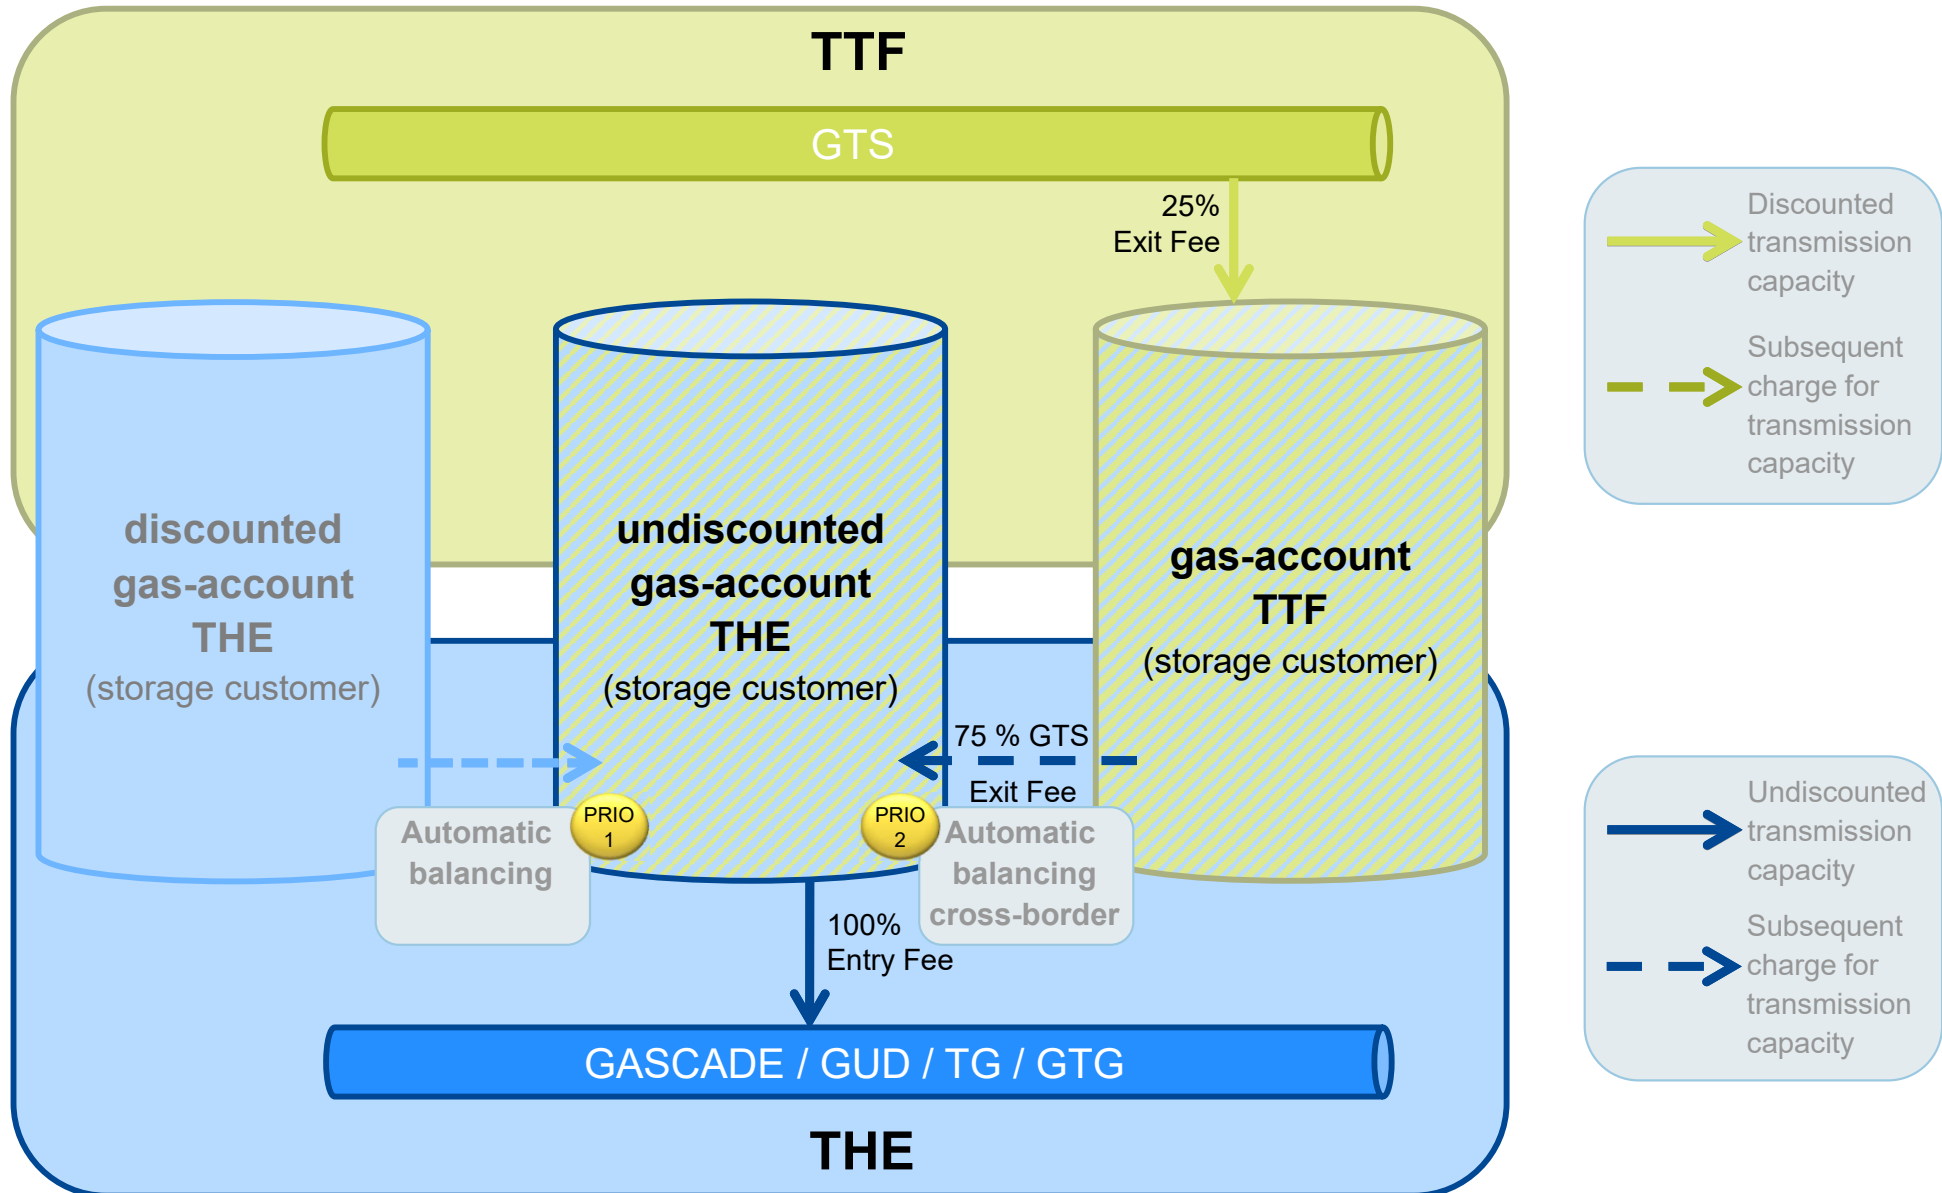 TTF
GTS
25%
Exit Fee
discounted
gas-account
THE
(storage customer)
undiscounted
gas-account
THE
(storage customer)
gas-account
TTF
(storage customer)
75 % GTS
Exit Fee
PRIO
1
Automatic
balancing
PRIO
2
Automatic
balancing
cross-border
100%
Entry Fee
GASCADE / GUD / TG / GTG
THE
Discounted
transmission
capacity
Subsequent
charge for
transmission
capacity
Undiscounted
transmission
capacity
Subsequent
charge for
transmission
capacity